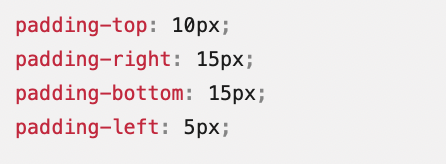 padding-top: 10px;
padding-right: 15px;
padding-bottom: 15px;
padding-left: 5px;